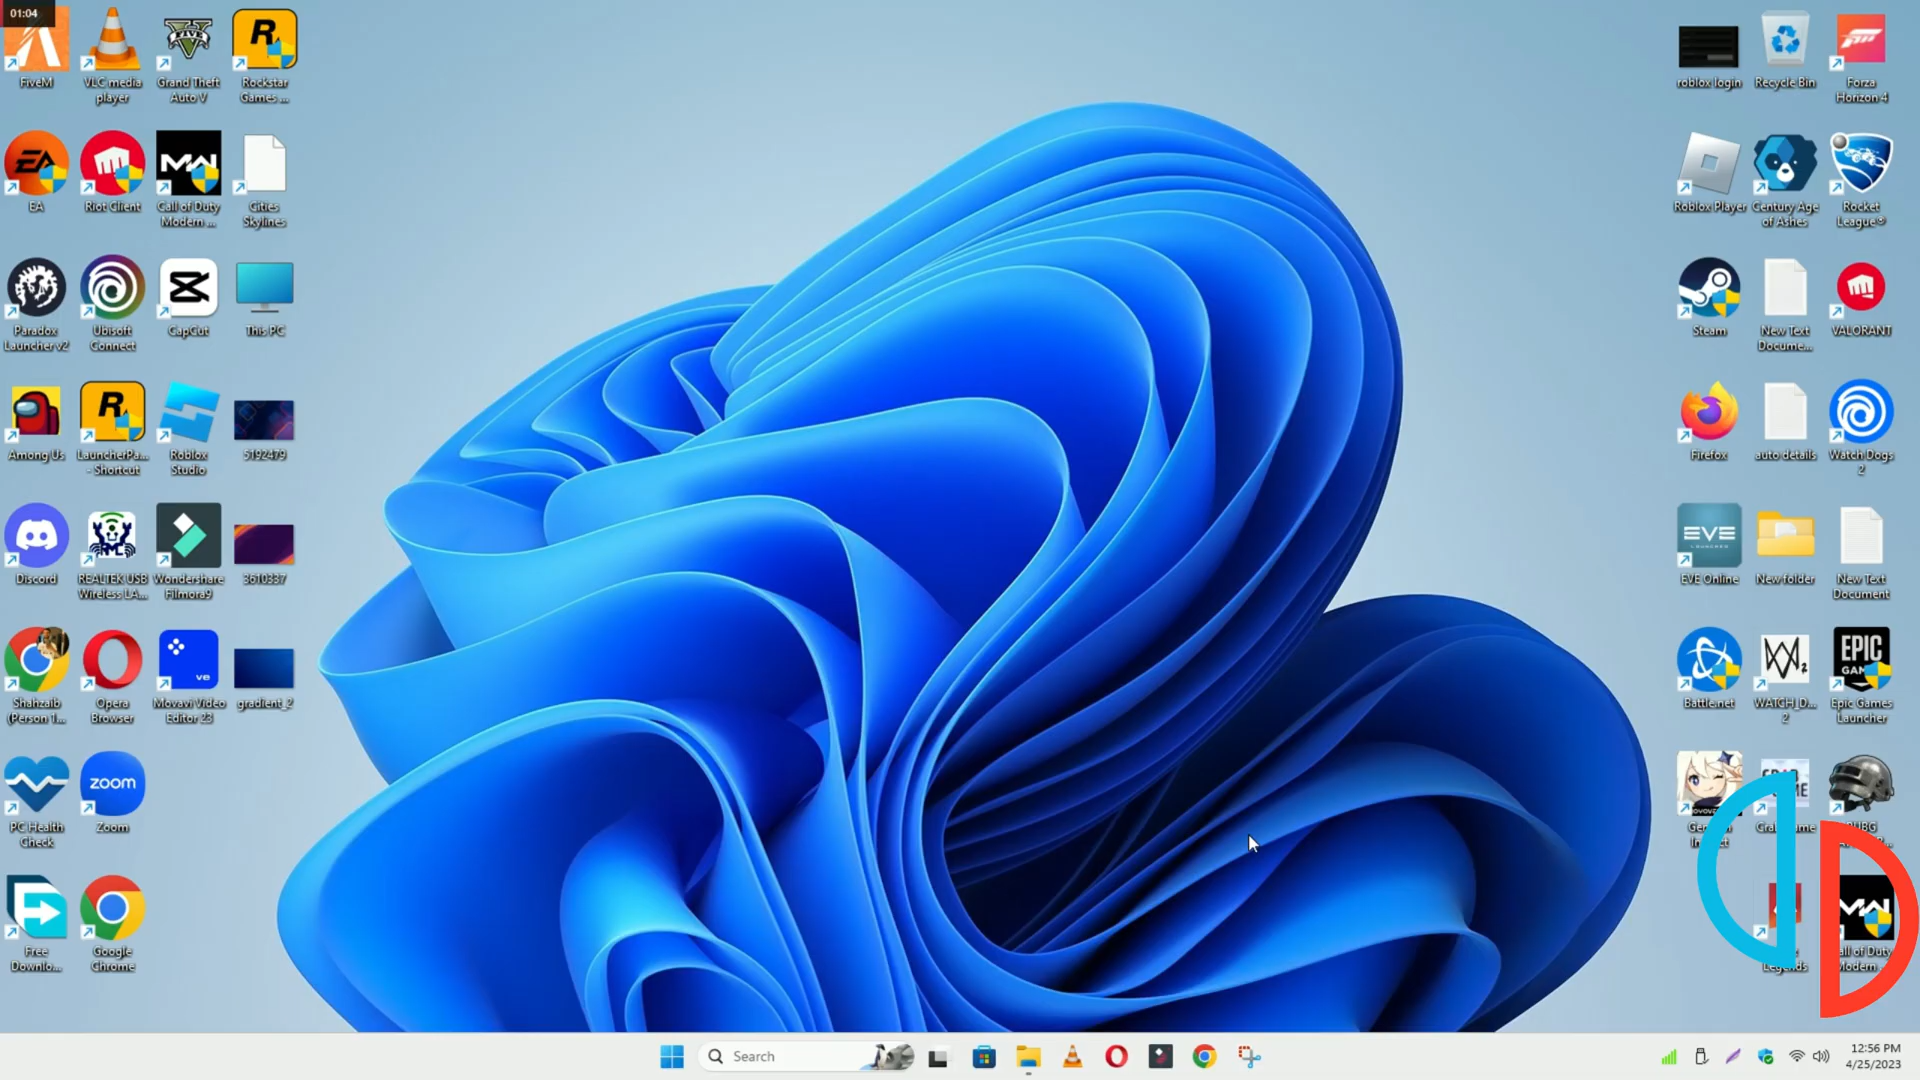 01:04
FiveM
VLC media
player
Grand Theft
Auto V
Rockstar
Games ...
EA
Riot Client
Call of Duty
Modern ...
Cities
Skylines
Paradox
Launcher v2
Ubisoft
Connect
CapCut
This PC
Among Us
LauncherPa...
- Shortcut
Roblox
Studio
5192479
Discord
REALTEK USB
Wireless LA...
Wondershare
Filmora9
3610337
Shahzaib
(Person 1...
Opera
Browser
Movavi Video
Editor 23
gradient_2
PC Health
Check
zoom
Zoom
Free
Downlo...
Google
Chrome
roblox login
Recycle Bin
Forza
Horizon 4
Roblox Player
Century Age
of Ashes
Rocket
League®
Steam
New Text
Docume...
VALORANT
Firefox
auto details
Watch Dogs
2
EVE
EVE Online
New folder
New Text
Document
Battle.net
WATCH_D...
2
EPIC
Epic Games
Launcher
Legends
Modern
Search
12:56 PM
4/25/2023